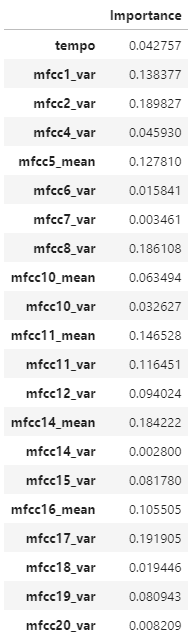 Importance
tempo 0.042757
mfcc1_var 0.138377
mfcc2_var 0.189827
mfcc4_var 0.045930
mfcc5_mean 0.127810
mfcc6_var 0.015841
mfcc7_var 0.003461
mfcc8_var 0.186108
mfcc10_mean 0.063494
mfcc10_var 0.032627
mfcc11_mean 0.146528
mfcc11_var 0.116451
mfcc12_var 0.094024
mfcc14_mean 0.184222
mfcc14_var 0.002800
mfcc15_var 0.081780
mfcc16_mean 0.105505
mfcc17_var 0.191905
mfcc18_var 0.019446
mfcc19_var 0.080943
mfcc20_var 0.008209